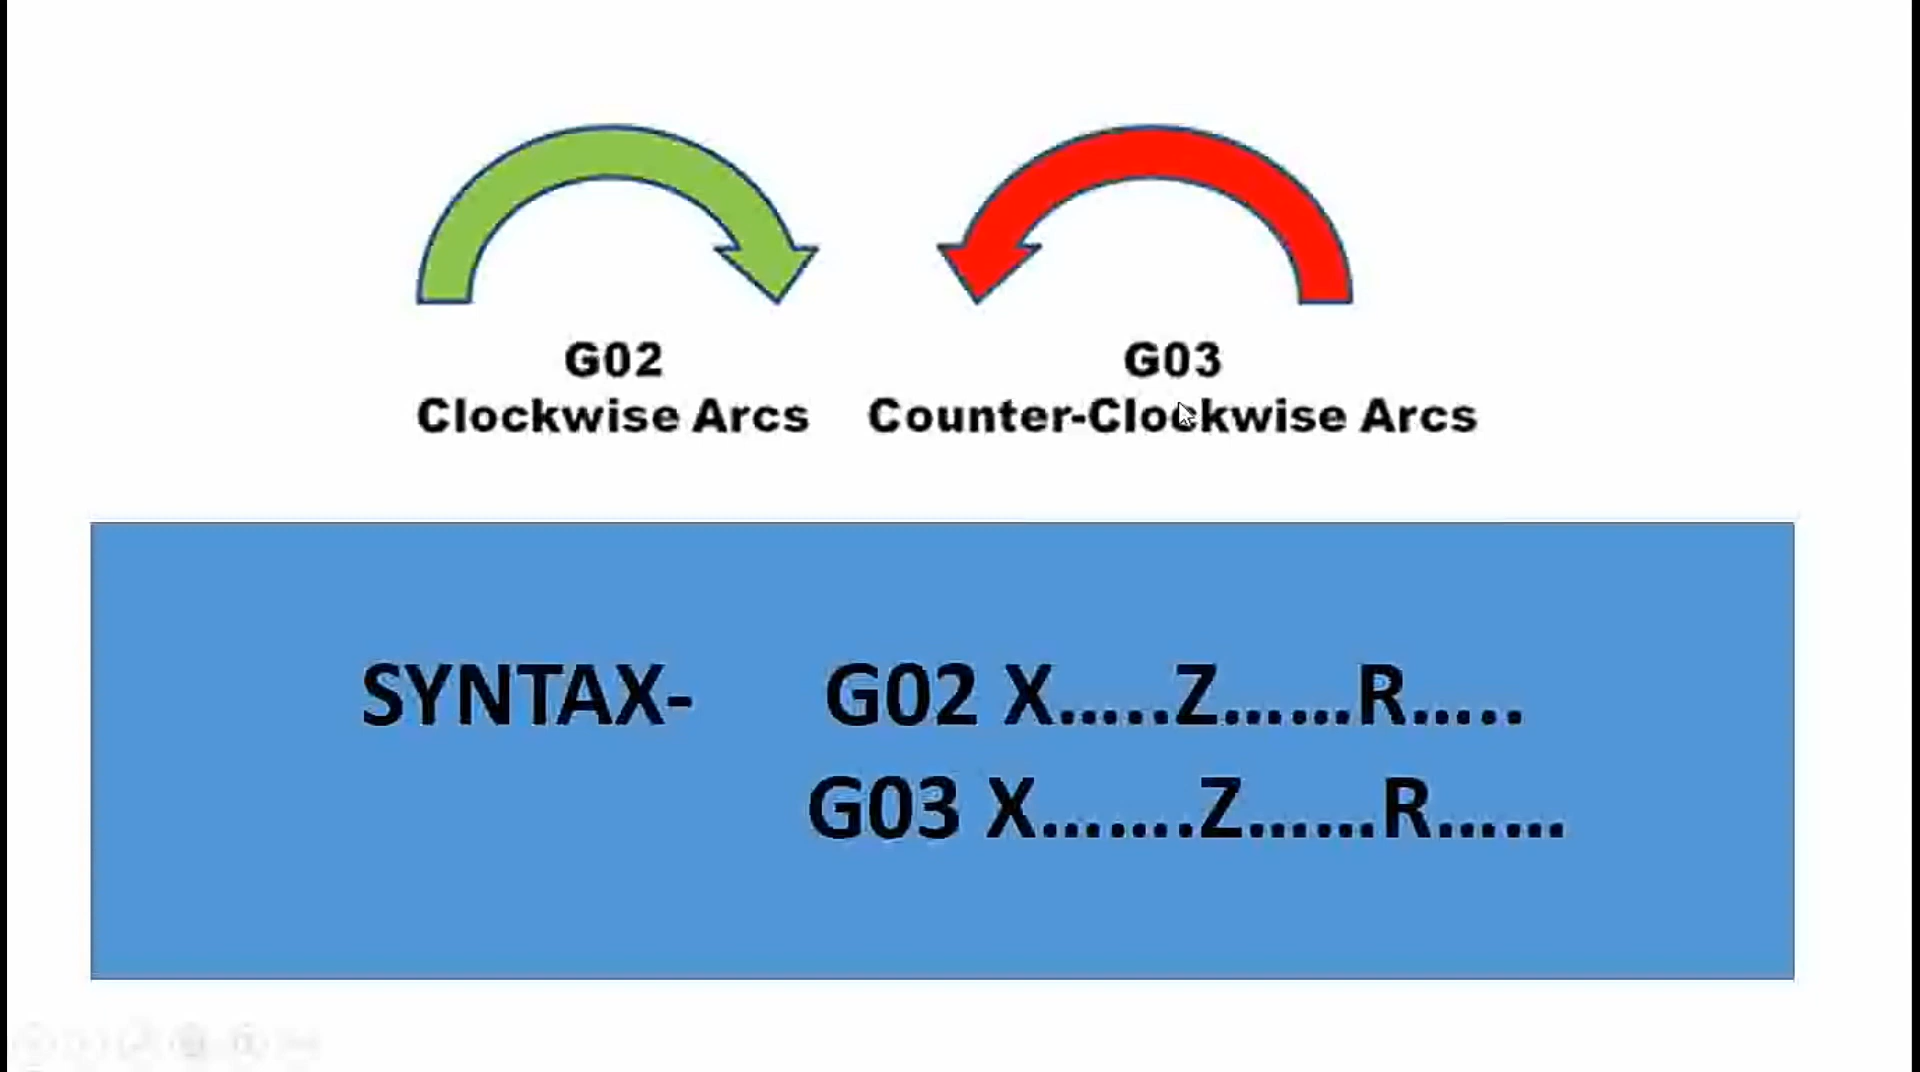 G02
Clockwise Arcs
G03
Counter-Clockwise Arcs
SYNTAX- G02 X.....Z......R.....
G03 X.......Z......R......